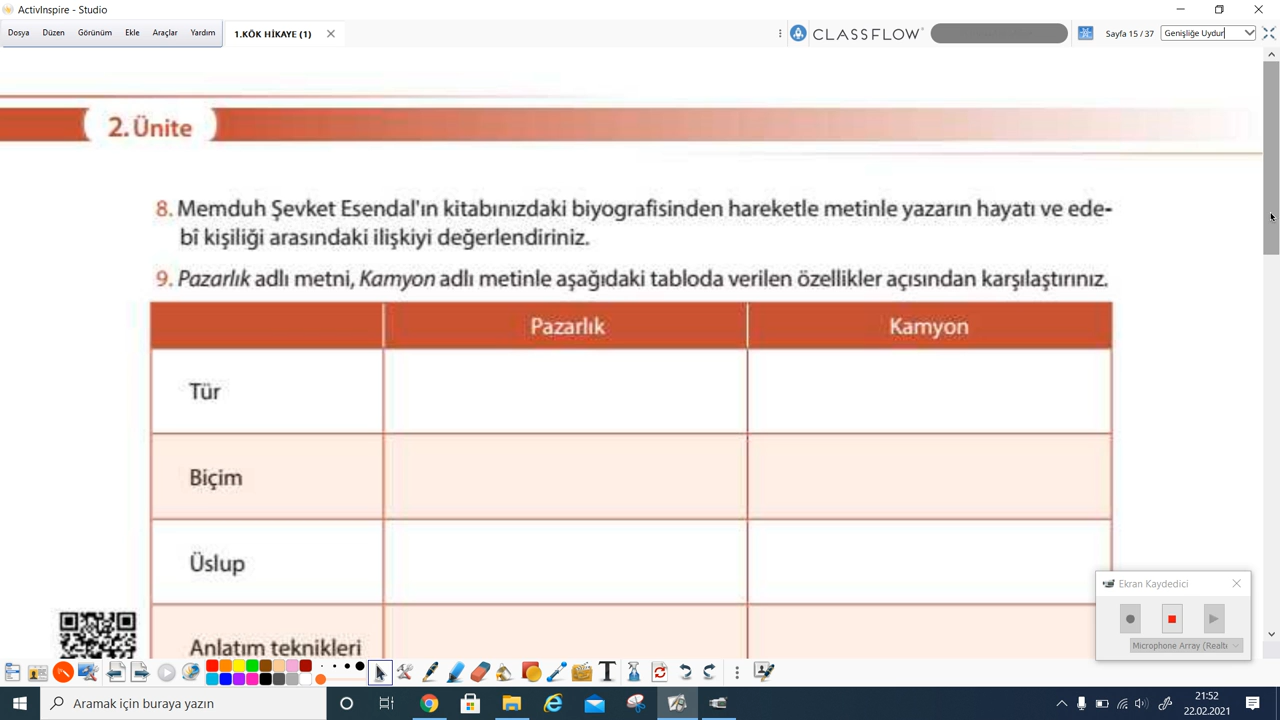 ActivInspire - Studio
Dosya Düzen Görünüm Ekle Araçlar Yardım
1.KÖK HİKAYE (1)
CLASSFLOW
Sayfa 15 / 37
Genişliğe Uydur
2. Ünite
8. Memduh Şevket Esendal'ın kitabınızdaki biyografisinden hareketle metinle yazarın hayatı ve ede-
bî kişiliği arasındaki ilişkiyi değerlendiriniz.
9. Pazarlık adlı metni, Kamyon adlı metinle aşağıdaki tabloda verilen özellikler açısından karşılaştırınız.
Pazarlık Kamyon
Tür
Biçim
Üslup
Anlatım teknikleri
Ekran Kaydedici
Microphone Array (Realt
Aramak için buraya yazın
21:52
22.02.2021